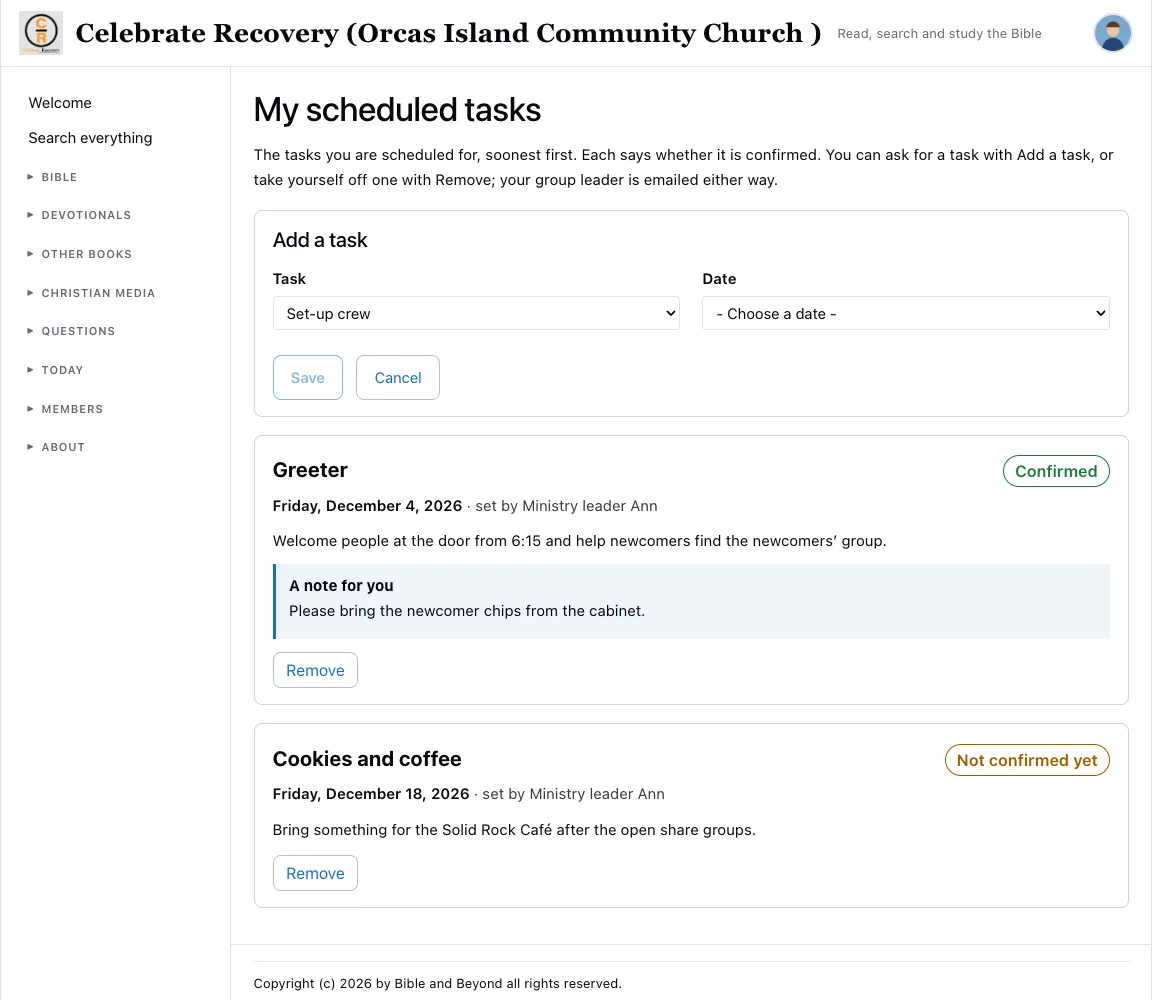 Celebrate Recovery (Orcas Island Community Church )
Read, search and study the Bible
Welcome
Search everything
BIBLE
DEVOTIONALS
OTHER BOOKS
CHRISTIAN MEDIA
QUESTIONS
TODAY
MEMBERS
ABOUT
My scheduled tasks
The tasks you are scheduled for, soonest first. Each says whether it is confirmed. You can ask for a task with Add a task, or
take yourself off one with Remove; your group leader is emailed either way.
Add a task
Task
Date
Set-up crew
- Choose a date -
Save
Cancel
Greeter
Confirmed
Friday, December 4, 2026 · set by Ministry leader Ann
Welcome people at the door from 6:15 and help newcomers find the newcomers’ group.
A note for you
Please bring the newcomer chips from the cabinet.
Remove
Cookies and coffee
Not confirmed yet
Friday, December 18, 2026 · set by Ministry leader Ann
Bring something for the Solid Rock Café after the open share groups.
Remove
Copyright (c) 2026 by Bible and Beyond all rights reserved.